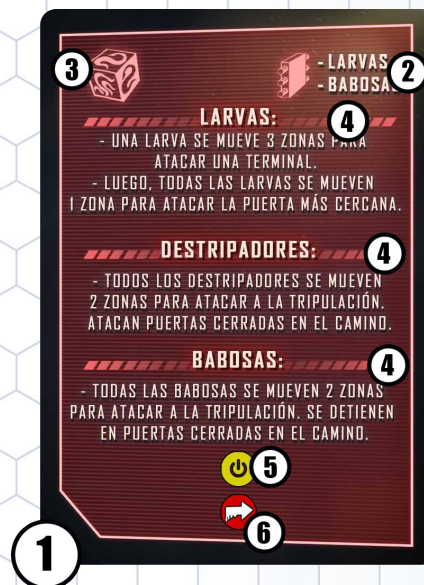 3
- LARVAS
- BABOSAS
2
LARVAS:
4
- UNA LARVA SE MUEVE 3 ZONAS PARA
ATACAR UNA TERMINAL.
- LUEGO, TODAS LAS LARVAS SE MUEVEN
1 ZONA PARA ATACAR LA PUERTA MÁS CERCANA.
DESTRIPADORES:
4
- TODOS LOS DESTRIPADORES SE MUEVEN
2 ZONAS PARA ATACAR A LA TRIPULACIÓN.
ATACAN PUERTAS CERRADAS EN EL CAMINO.
BABOSAS:
4
- TODAS LAS BABOSAS SE MUEVEN 2 ZONAS
PARA ATACAR A LA TRIPULACIÓN. SE DETIENEN
EN PUERTAS CERRADAS EN EL CAMINO.
5
6
1